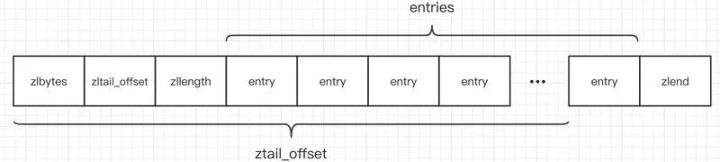 entries
zlbytes zltail_offset zllength entry entry entry entry ... entry zlend
ztail_offset